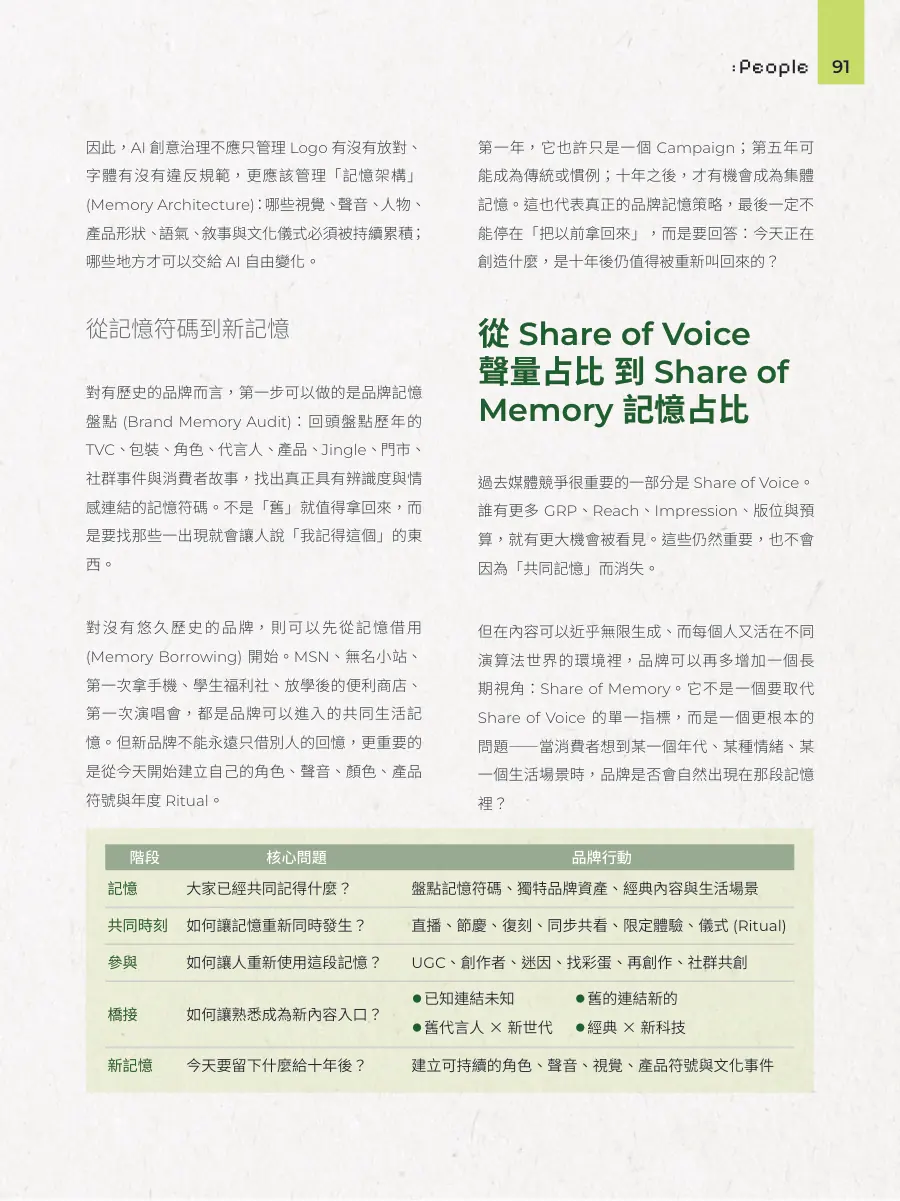 :People
91
因此，AI 創意治理不應只管理 Logo 有沒有放對、
字體有沒有違反規範，更應該管理「記憶架構」
(Memory Architecture)：哪些視覺、聲音、人物、
產品形狀、語氣、敘事與文化儀式必須被持續累積；
哪些地方才可以交給 AI 自由變化。
從記憶符碼到新記憶
對有歷史的品牌而言，第一步可以做的是品牌記憶
盤點 (Brand Memory Audit)：回頭盤點歷年的
TVC、包裝、角色、代言人、產品、Jingle、門市、
社群事件與消費者故事，找出真正具有辨識度與情
感連結的記憶符碼。不是「舊」就值得拿回來，而
是要找那些一出現就會讓人說「我記得這個」的東
西。
對沒有悠久歷史的品牌，則可以先從記憶借用
(Memory Borrowing) 開始。MSN、無名小站、
第一次拿手機、學生福利社、放學後的便利商店、
第一次演唱會，都是品牌可以進入的共同生活記
憶。但新品牌不能永遠只借別人的回憶，更重要的
是從今天開始建立自己的角色、聲音、顏色、產品
符號與年度 Ritual。
第一年，它也許只是一個 Campaign；第五年可
能成為傳統或慣例；十年之後，才有機會成為集體
記憶。這也代表真正的品牌記憶策略，最後一定不
能停在「把以前拿回來」，而是要回答：今天正在
創造什麼，是十年後仍值得被重新叫回來的？
從 Share of Voice
聲量占比 到 Share of
Memory 記憶占比
過去媒體競爭很重要的一部分是 Share of Voice。
誰有更多 GRP、Reach、Impression、版位與預
算，就有更大機會被看見。這些仍然重要，也不會
因為「共同記憶」而消失。
但在內容可以近乎無限生成、而每個人又活在不同
演算法世界的環境裡，品牌可以再多增加一個長
期視角：Share of Memory。它不是一個要取代
Share of Voice 的單一指標，而是一個更根本的
問題——當消費者想到某一個年代、某種情緒、某
一個生活場景時，品牌是否會自然出現在那段記憶
裡？
階段 核心問題 品牌行動
記憶 大家已經共同記得什麼？ 盤點記憶符碼、獨特品牌資產、經典內容與生活場景
共同時刻 如何讓記憶重新同時發生？ 直播、節慶、復刻、同步共看、限定體驗、儀式 (Ritual)
參與 如何讓人重新使用這段記憶？ UGC、創作者、迷因、找彩蛋、再創作、社群共創
橋接 如何讓熟悉成為新內容入口？
●已知連結未知 ●舊的連結新的
●舊代言人 × 新世代 ●經典 × 新科技
新記憶 今天要留下什麼給十年後？ 建立可持續的角色、聲音、視覺、產品符號與文化事件